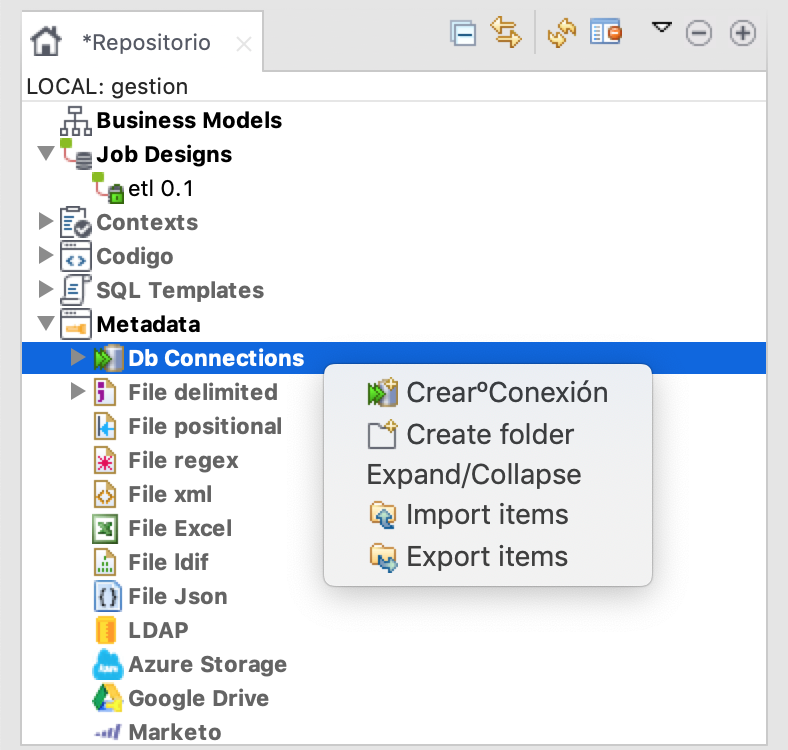 *Repositorio
LOCAL: gestion
Business Models
Job Designs
etl 0.1
Contexts
Codigo
SQL Templates
Metadata
Db Connections
File delimited
File positional
File regex
File xml
File Excel
File ldif
File Json
LDAP
Azure Storage
Google Drive
Marketo
CrearºConexión
Create folder
Expand/Collapse
Import items
Export items